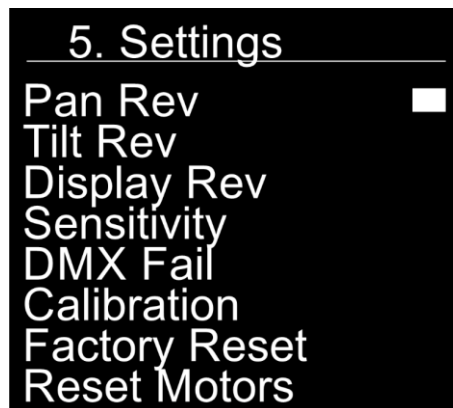 5. Settings
Pan Rev
Tilt Rev
Display Rev
Sensitivity
DMX Fail
Calibration
Factory Reset
Reset Motors